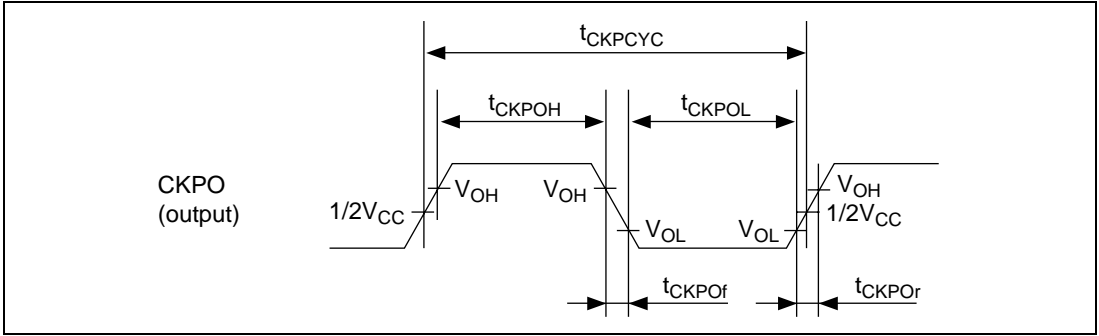 tCKPCYC
tCKPOH
tCKPOL
CKPO
(output)
1/2VCC
VOH
VOH
VOL
VOL
VOH
1/2VCC
tCKPOf
tCKPOr